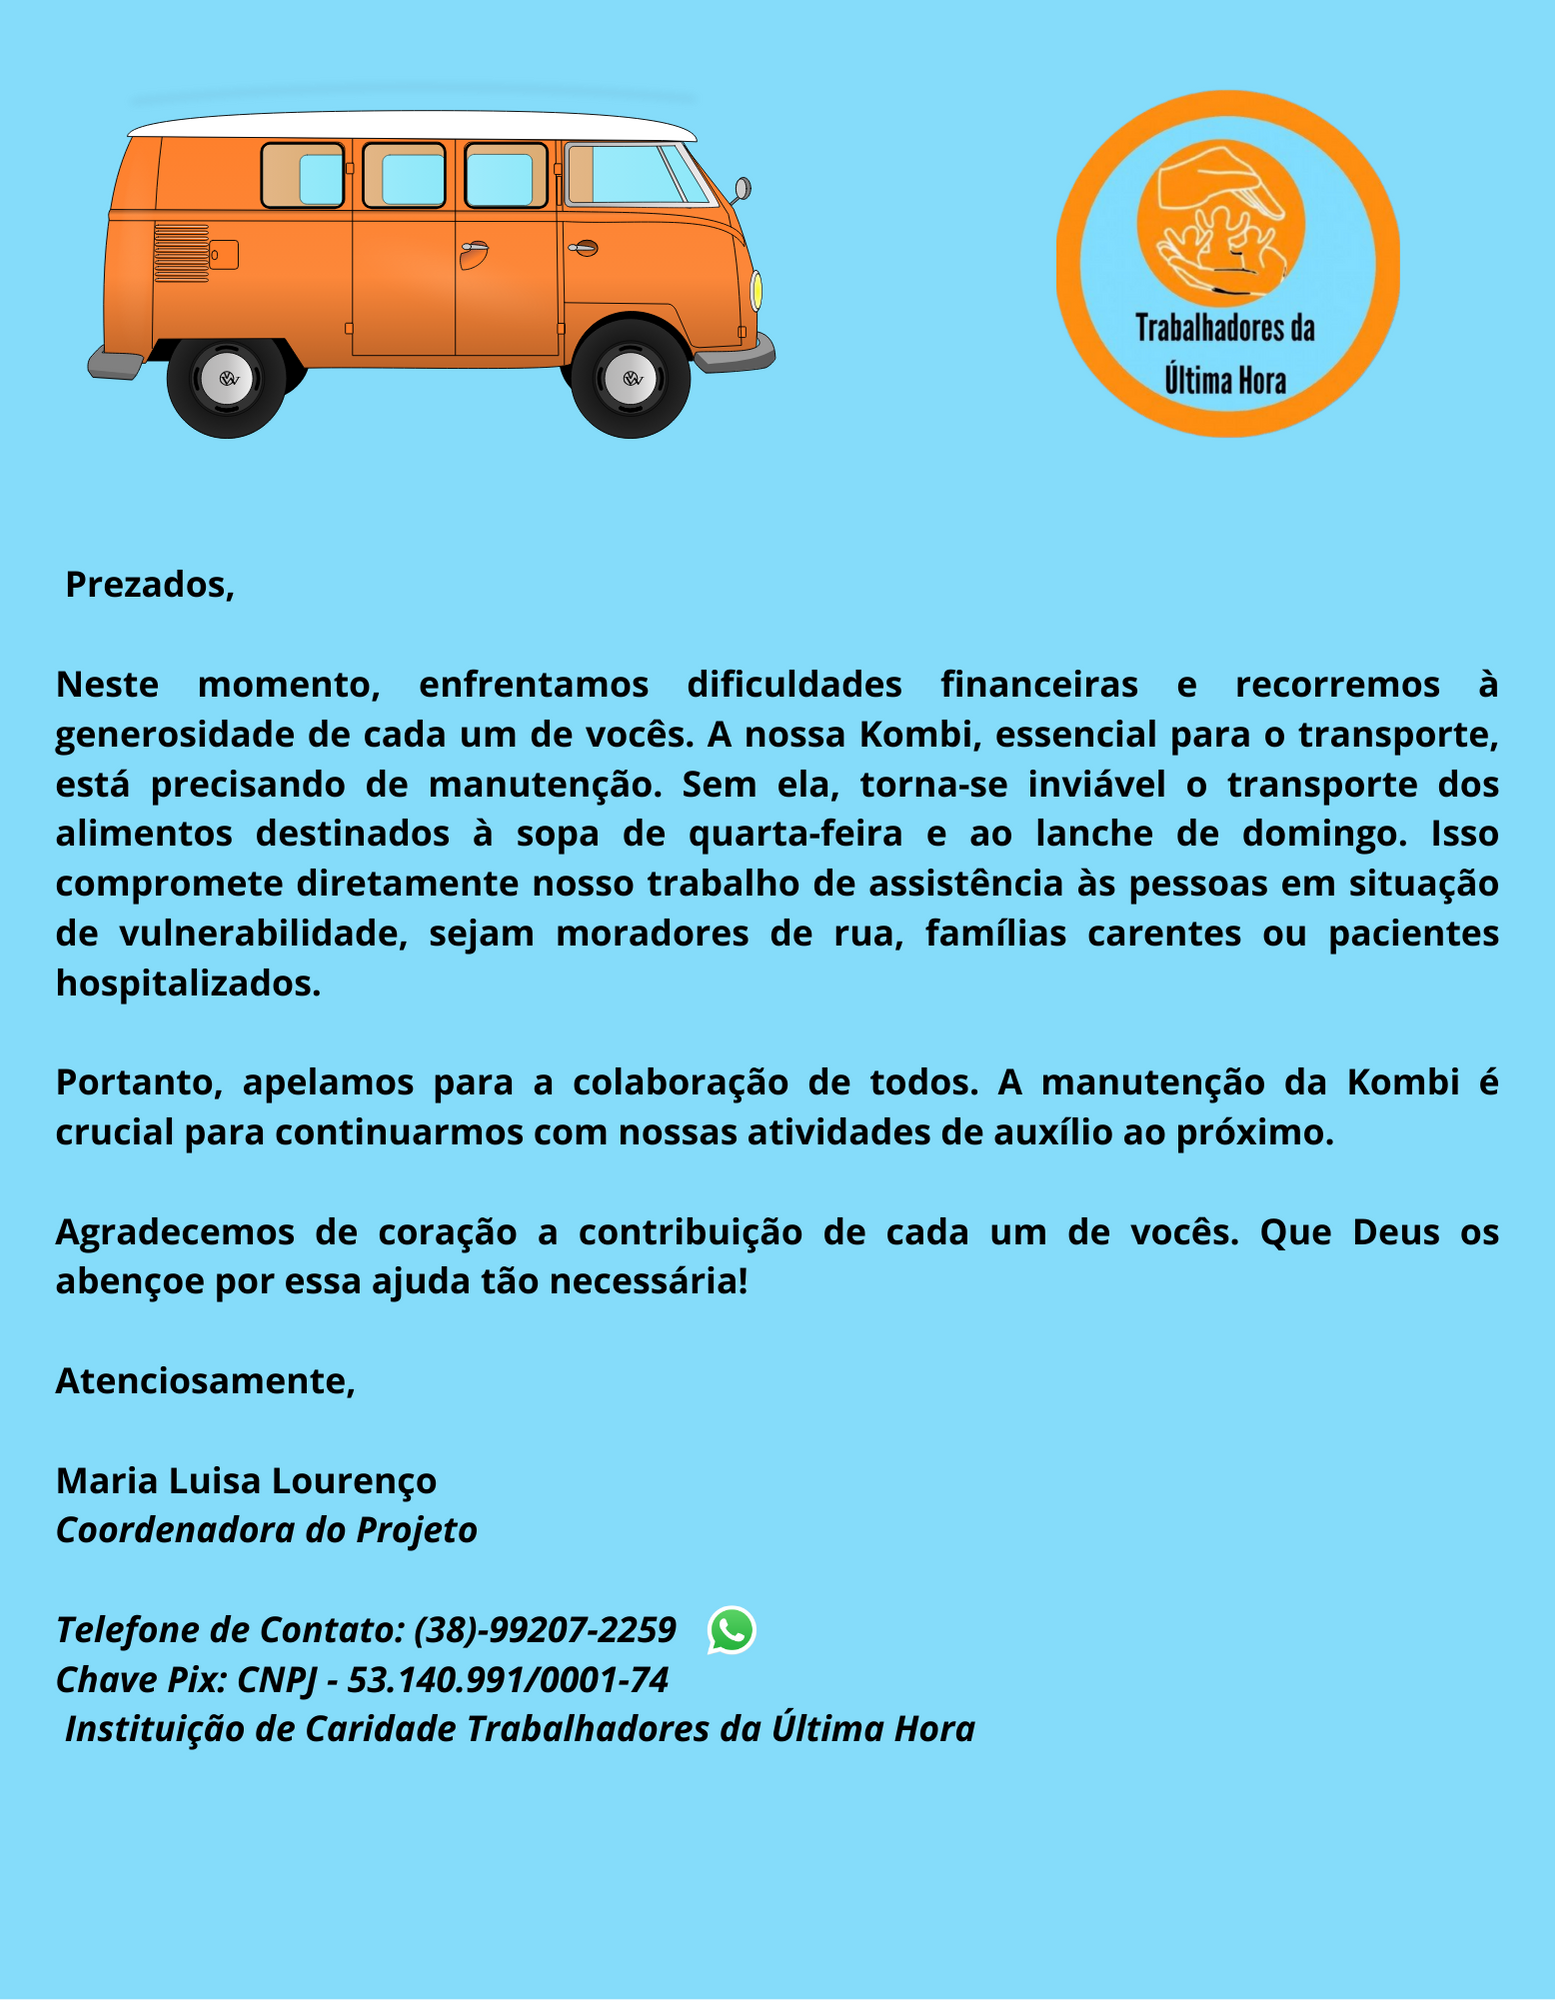 Trabalhadores da
Última Hora
Prezados,
Neste momento, enfrentamos dificuldades financeiras e recorremos à
generosidade de cada um de vocês. A nossa Kombi, essencial para o transporte,
está precisando de manutenção. Sem ela, torna-se inviável o transporte dos
alimentos destinados à sopa de quarta-feira e ao lanche de domingo. Isso
compromete diretamente nosso trabalho de assistência às pessoas em situação
de vulnerabilidade, sejam moradores de rua, famílias carentes ou pacientes
hospitalizados.
Portanto, apelamos para a colaboração de todos. A manutenção da Kombi é
crucial para continuarmos com nossas atividades de auxílio ao próximo.
Agradecemos de coração a contribuição de cada um de vocês. Que Deus os
abençoe por essa ajuda tão necessária!
Atenciosamente,
Maria Luisa Lourenço
Coordenadora do Projeto
Telefone de Contato: (38)-99207-2259
Chave Pix: CNPJ - 53.140.991/0001-74
Instituição de Caridade Trabalhadores da Última Hora